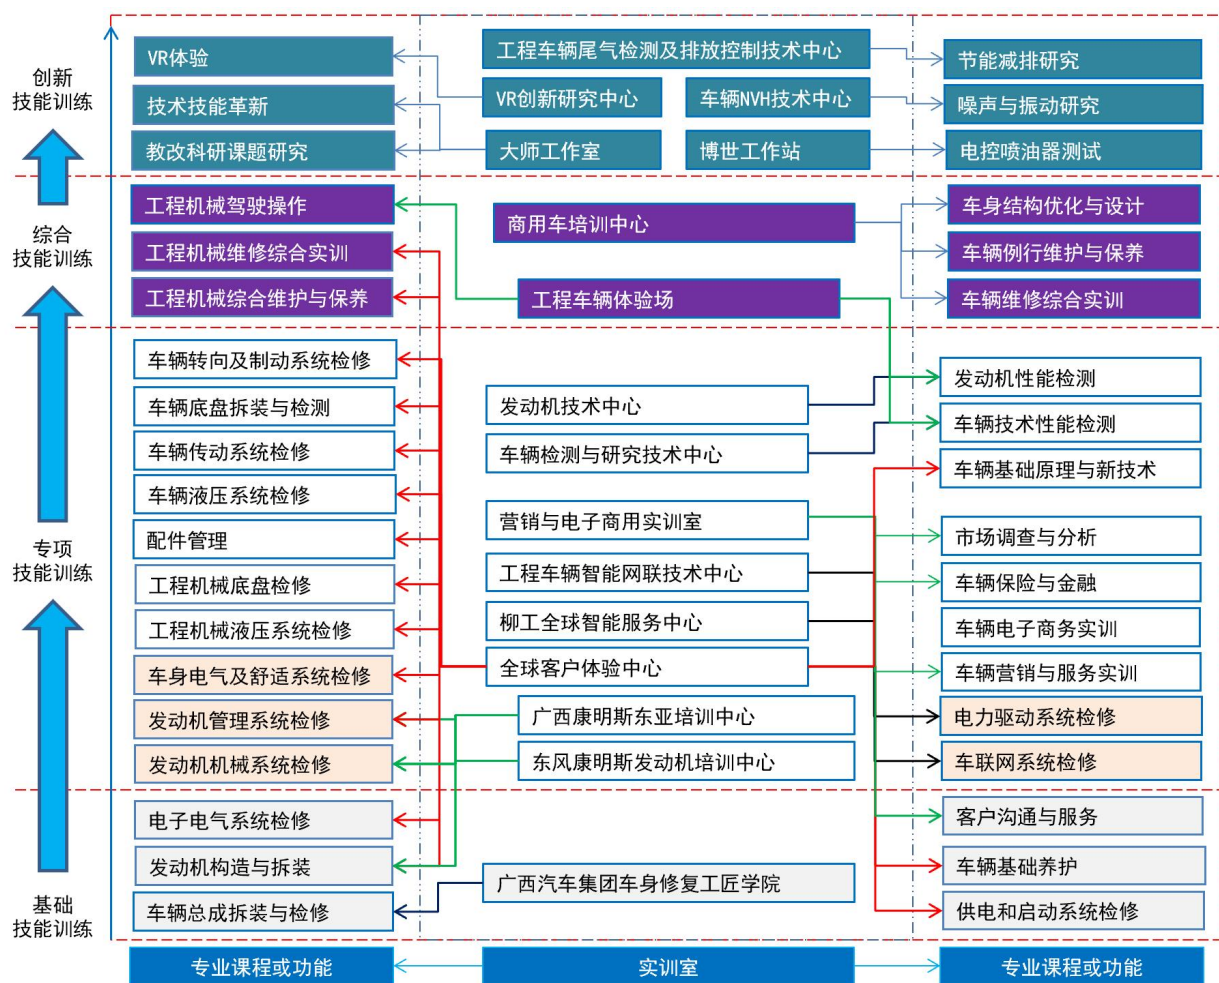 创新
技能训练
VR体验
工程车辆尾气检测及排放控制技术中心
节能减排研究
技术技能革新
VR创新研究中心
车辆NVH技术中心
噪声与振动研究
教改科研课题研究
大师工作室
博世工作站
电控喷油器测试
综合
技能训练
工程机械驾驶操作
商用车培训中心
车身结构优化与设计
工程机械维修综合实训
车辆例行维护与保养
工程机械综合维护与保养
工程车辆体验场
车辆维修综合实训
专项
技能训练
车辆转向及制动系统检修
发动机性能检测
车辆底盘拆装与检测
发动机技术中心
车辆技术性能检测
车辆传动系统检修
车辆检测与研究技术中心
车辆基础原理与新技术
车辆液压系统检修
营销与电子商用实训室
市场调查与分析
配件管理
工程车辆智能网联技术中心
车辆保险与金融
工程机械底盘检修
柳工全球智能服务中心
车辆电子商务实训
工程机械液压系统检修
全球客户体验中心
车辆营销与服务实训
车身电气及舒适系统检修
广西康明斯东亚培训中心
电力驱动系统检修
发动机管理系统检修
东风康明斯发动机培训中心
车联网系统检修
发动机机械系统检修
基础
技能训练
电子电气系统检修
客户沟通与服务
发动机构造与拆装
广西汽车集团车身修复工匠学院
车辆基础养护
车辆总成拆装与检修
供电和启动系统检修
专业课程或功能
实训室
专业课程或功能